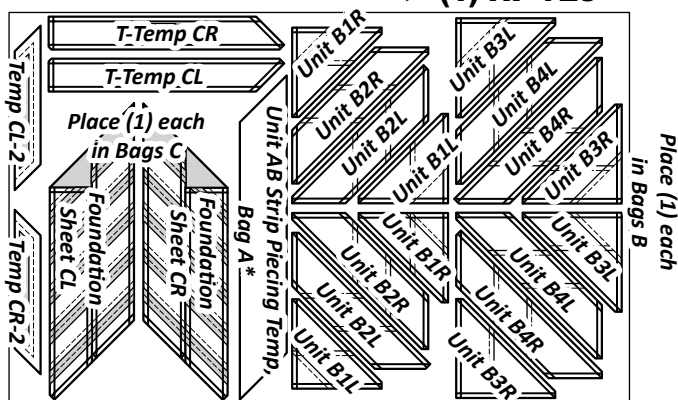 T-Temp CR
T-Temp CL
Temp CL-2
Temp CR-2
Place (1) each
in Bags C
Foundation
Sheet CL
Foundation
Sheet CR
Unit AB Strip Piecing Temp,
Bag A*
Unit B1R
Unit B2R
Unit B2L
Unit B1L
Unit B3L
Unit B4L
Unit B4R
Unit B3R
Unit B1R
Unit B2R
Unit B2L
Unit B1L
Unit B3L
Unit B4L
Unit B4R
Unit B3R
Place (1) each
in Bags B